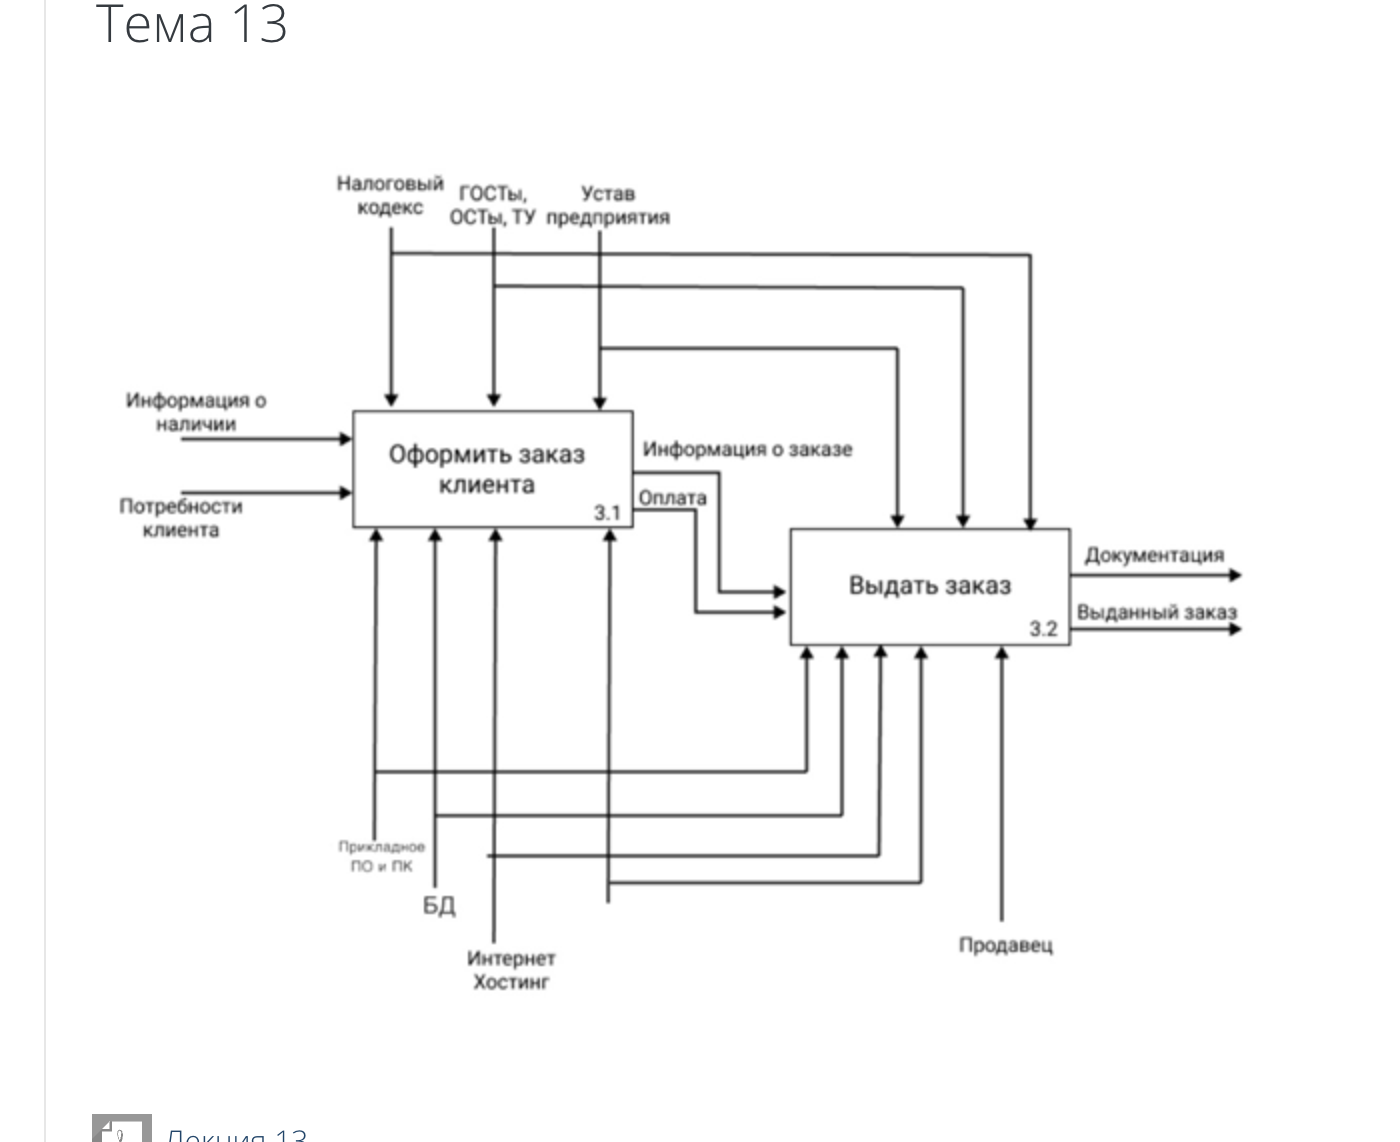 Тема 13
Налоговый
кодекс
ГОСТы,
ОСТы, ТУ
Устав
предприятия
Информация о
наличии
Потребности
клиента
Оформить заказ
клиента
3.1
Информация о заказе
Оплата
Выдать заказ
3.2
Документация
Выданный заказ
Прикладное
ПО и ПК
БД
Интернет
Хостинг
Продавец
Лекция 13